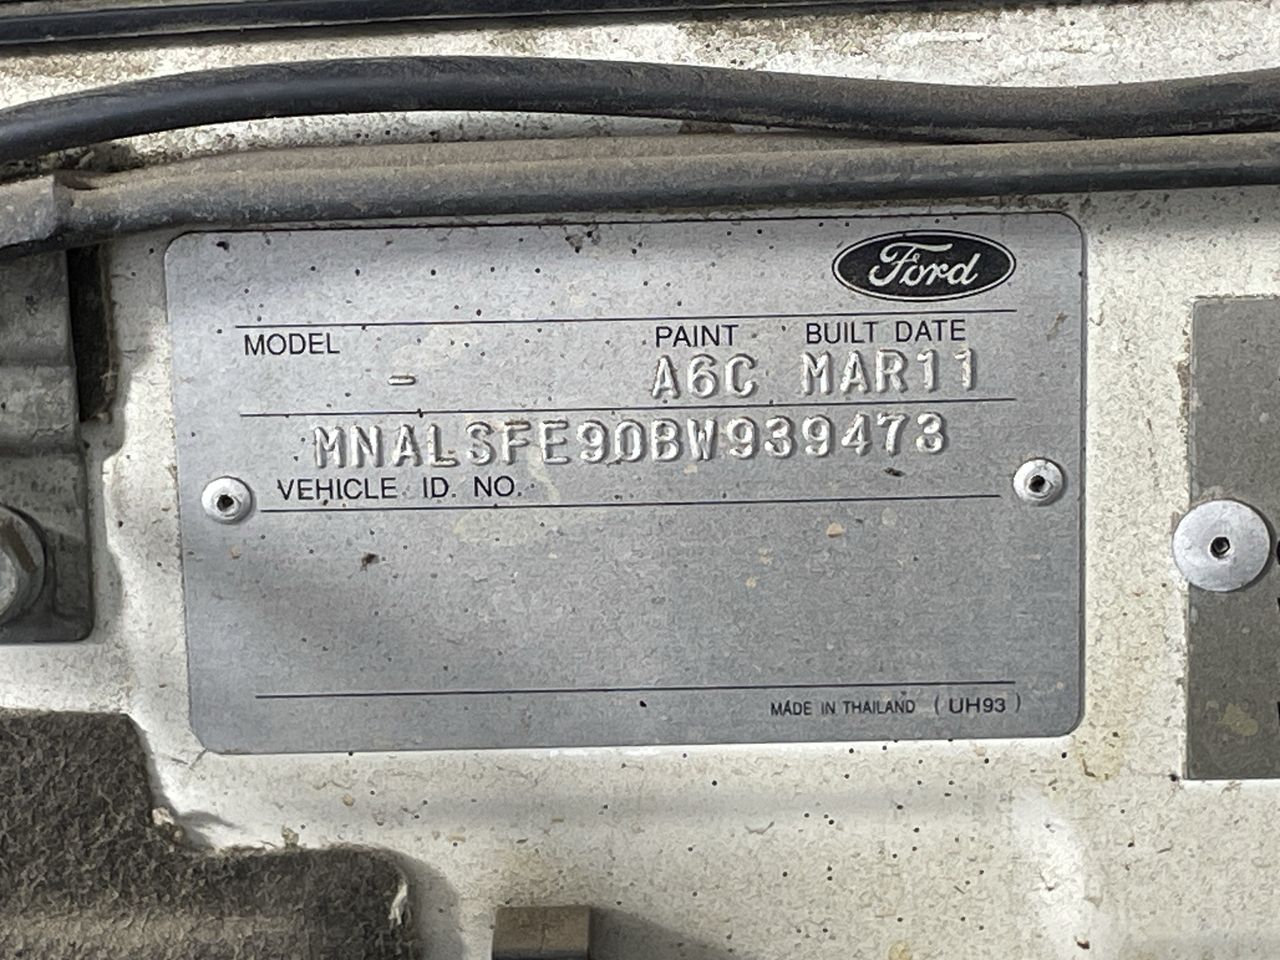 Ford
MODEL PAINT BUILT DATE
- A6C MAR11
MNALSFE90BW939473
VEHICLE ID. NO.
MADE IN THAILAND (UH93)